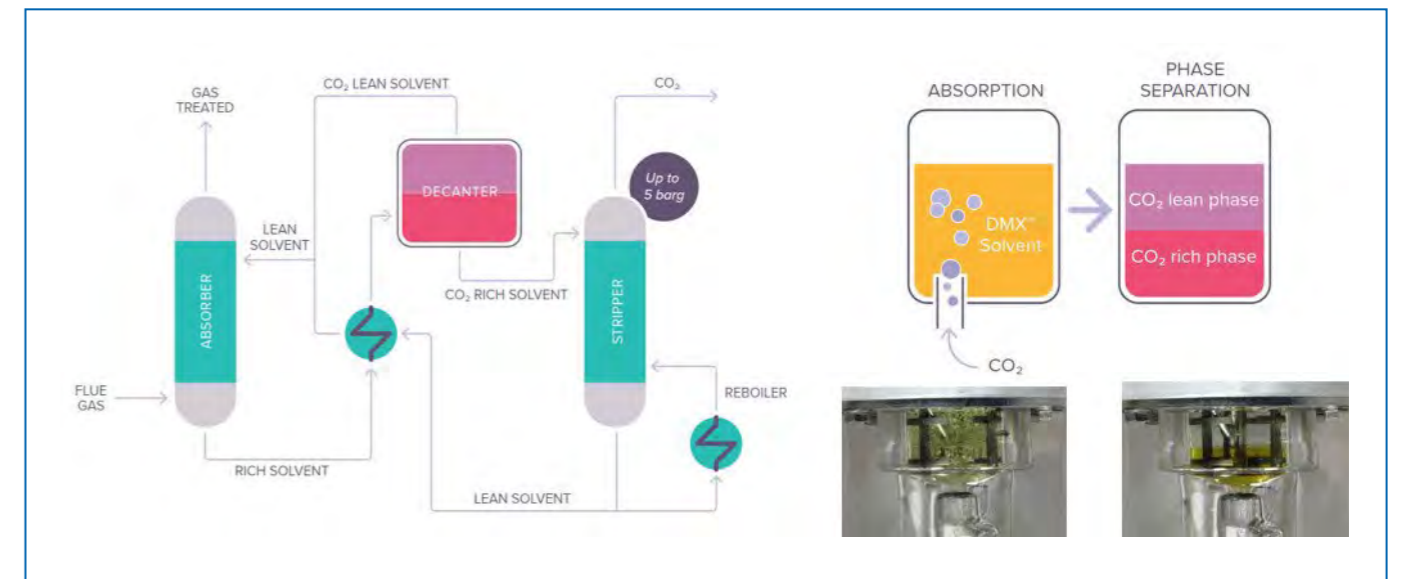 CO₂ LEAN SOLVENT
GAS
TREATED
CO₂
DECANTER
Up to
5 barg
LEAN
SOLVENT
ABSORBER
CO₂ RICH SOLVENT
STRIPPER
FLUE
GAS
REBOILER
RICH SOLVENT
LEAN SOLVENT
ABSORPTION
PHASE
SEPARATION
DMX™
Solvent
CO₂ lean phase
CO₂ rich phase
CO₂